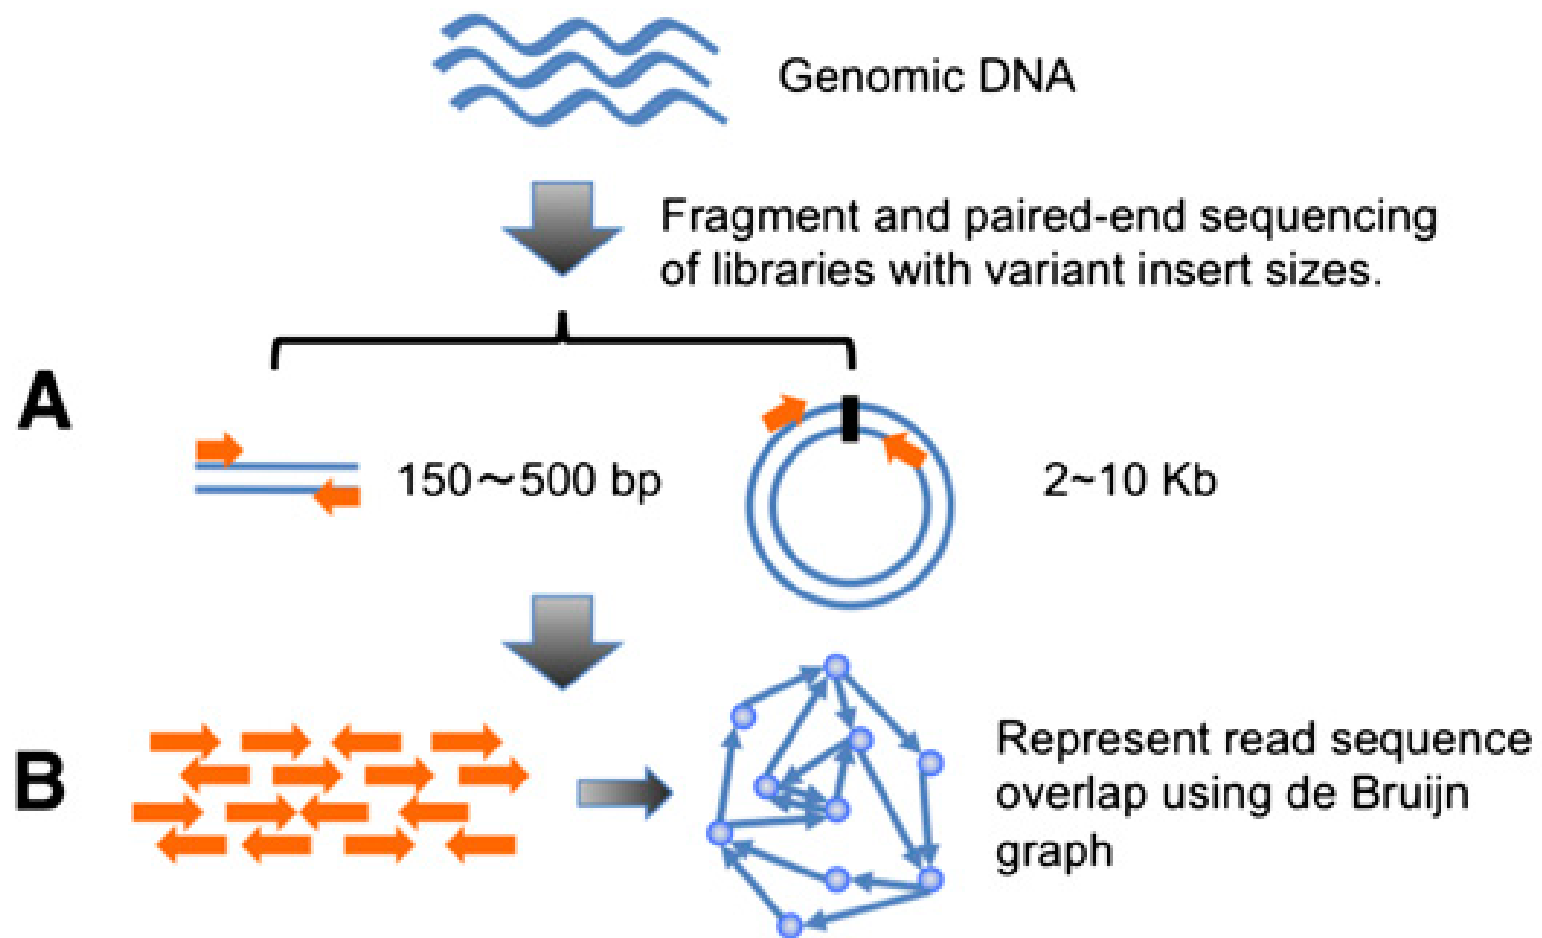 Genomic DNA
Fragment and paired-end sequencing
of libraries with variant insert sizes.
A
150～500 bp
2~10 Kb
B
Represent read sequence
overlap using de Bruijn
graph